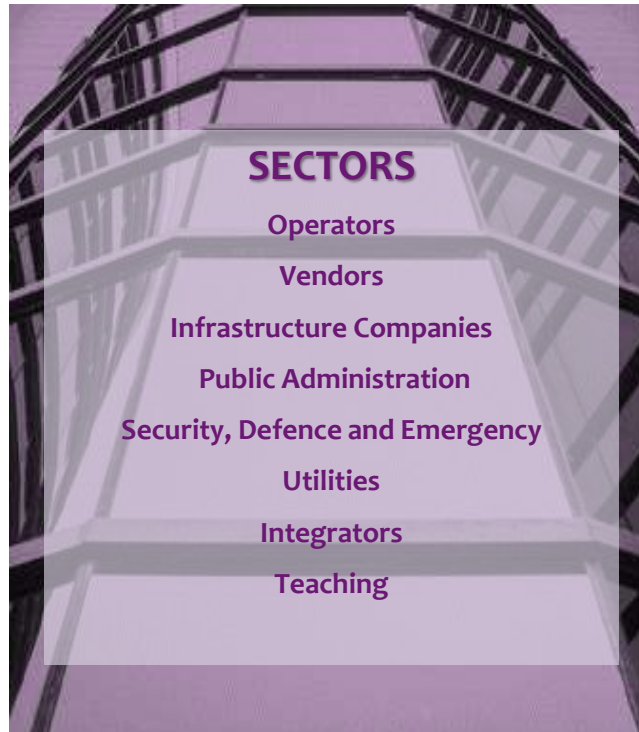 SECTORS
Operators
Vendors
Infrastructure Companies
Public Administration
Security, Defence and Emergency
Utilities
Integrators
Teaching